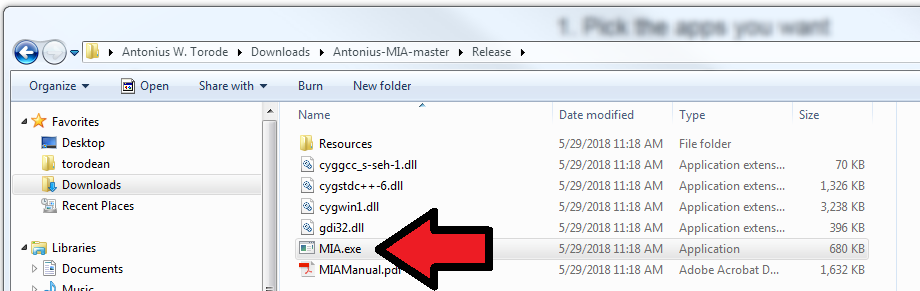 1. Pick the apps you want
Antonius W. Torode Downloads Antonius-MIA-master Release
Organize Open Share with Burn New folder
Favorites
Desktop
torodean
Downloads
Recent Places
Libraries
Documents
Music
Name Date modified Type Size
Resources 5/29/2018 11:18 AM File folder
cyggcc_s-seh-1.dll 5/29/2018 11:18 AM Application extens... 70 KB
cygstdc++-6.dll 5/29/2018 11:18 AM Application extens... 1,326 KB
cygwin1.dll 5/29/2018 11:18 AM Application extens... 3,238 KB
gdi32.dll 5/29/2018 11:18 AM Application extens... 396 KB
MIA.exe 5/29/2018 11:18 AM Application 680 KB
MIAManual.pdf 5/29/2018 11:18 AM Adobe Acrobat D... 1,632 KB